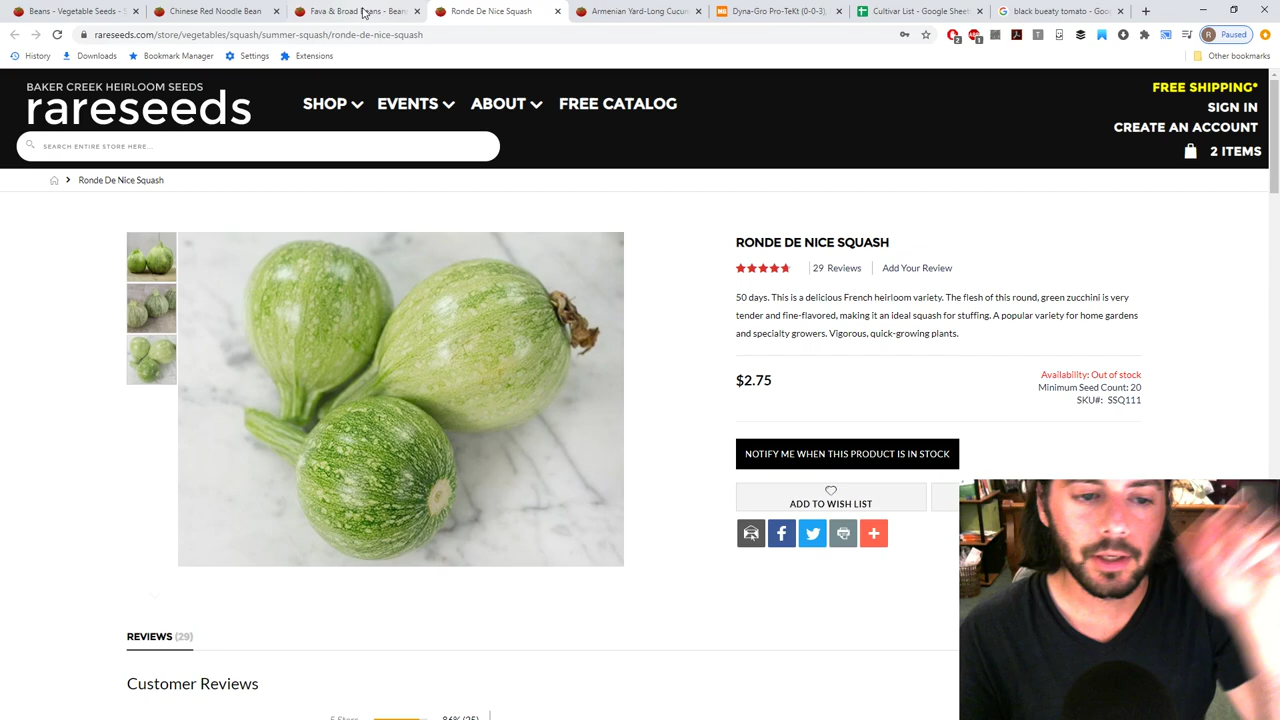 Beans - Vegetable Seeds - S
Chinese Red Noodle Bean
Fava & Broad Beans - Beans
Ronde De Nice Squash
Armenian Yard-Long Cucum
Dyna-Gro Pro-TeKt (0-0-3),
Cultivar List - Google Sheets
black bueaty tomato - Goo
rareseeds.com/store/vegetables/squash/summer-squash/ronde-de-nice-squash
R Paused
History
Downloads
Bookmark Manager
Settings
Extensions
Other bookmarks
BAKER CREEK HEIRLOOM SEEDS
rareseeds
SHOP
EVENTS
ABOUT
FREE CATALOG
FREE SHIPPING*
SIGN IN
CREATE AN ACCOUNT
2 ITEMS
SEARCH ENTIRE STORE HERE...
Ronde De Nice Squash
RONDE DE NICE SQUASH
29 Reviews
Add Your Review
50 days. This is a delicious French heirloom variety. The flesh of this round, green zucchini is very
tender and fine-flavored, making it an ideal squash for stuffing. A popular variety for home gardens
and specialty growers. Vigorous, quick-growing plants.
$2.75
Availability: Out of stock
Minimum Seed Count: 20
SKU#: SSQ111
NOTIFY ME WHEN THIS PRODUCT IS IN STOCK
ADD TO WISH LIST
REVIEWS (29)
Customer Reviews
5 Stars
86% (25)